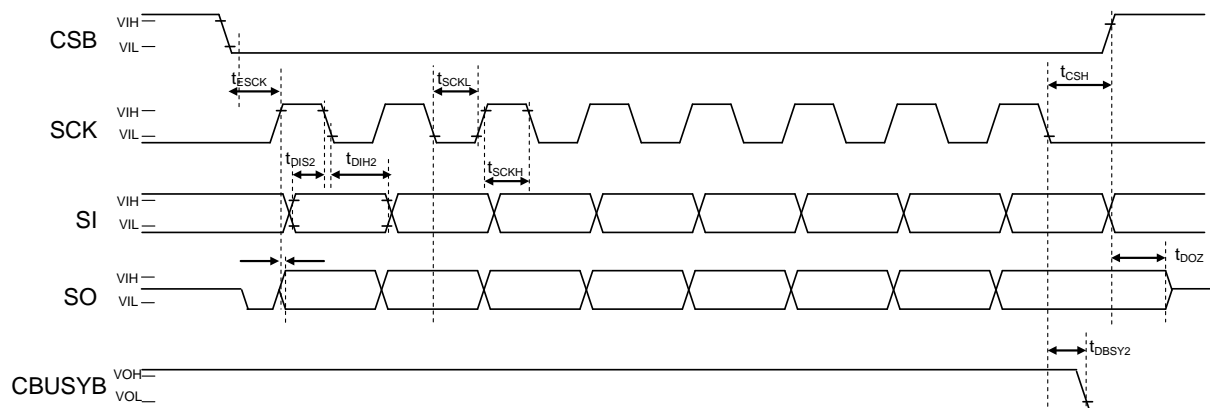 CSB
VIH
VIL
tESCK
tSCKL
tCSH
SCK
VIH
VIL
tDIS2
tDIH2
tSCKH
SI
VIH
VIL
SO
VIH
VIL
tDOZ
CBUSYB
VOH
VOL
tDBSY2